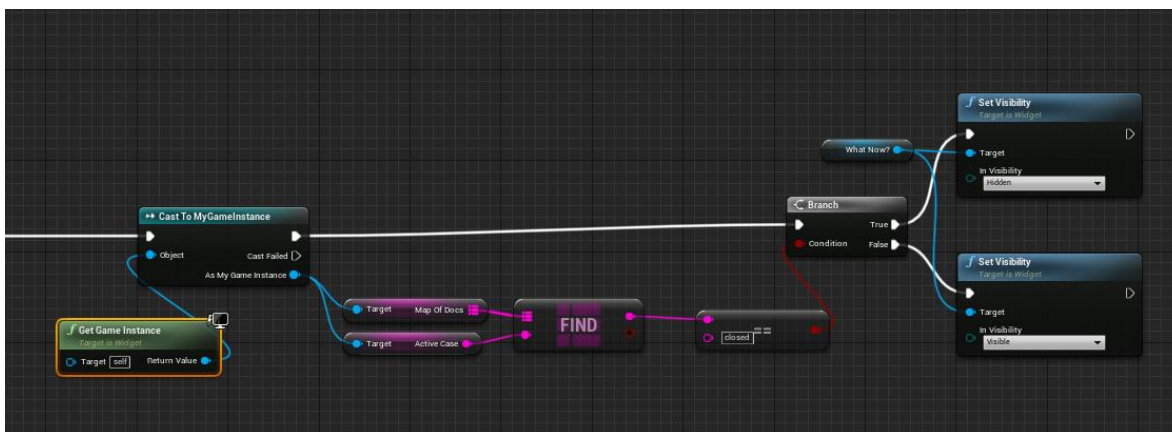 Cast To MyGameInstance
Object
Cast Failed
As My Game Instance
f Get Game Instance
Target is Widget
Target self
Return Value
Target Map Of Docs
Target Active Case
FIND
closed
==
What Now?
Branch
True
Condition
False
f Set Visibility
Target is Widget
Target
In Visibility
Hidden
f Set Visibility
Target is Widget
Target
In Visibility
Visible